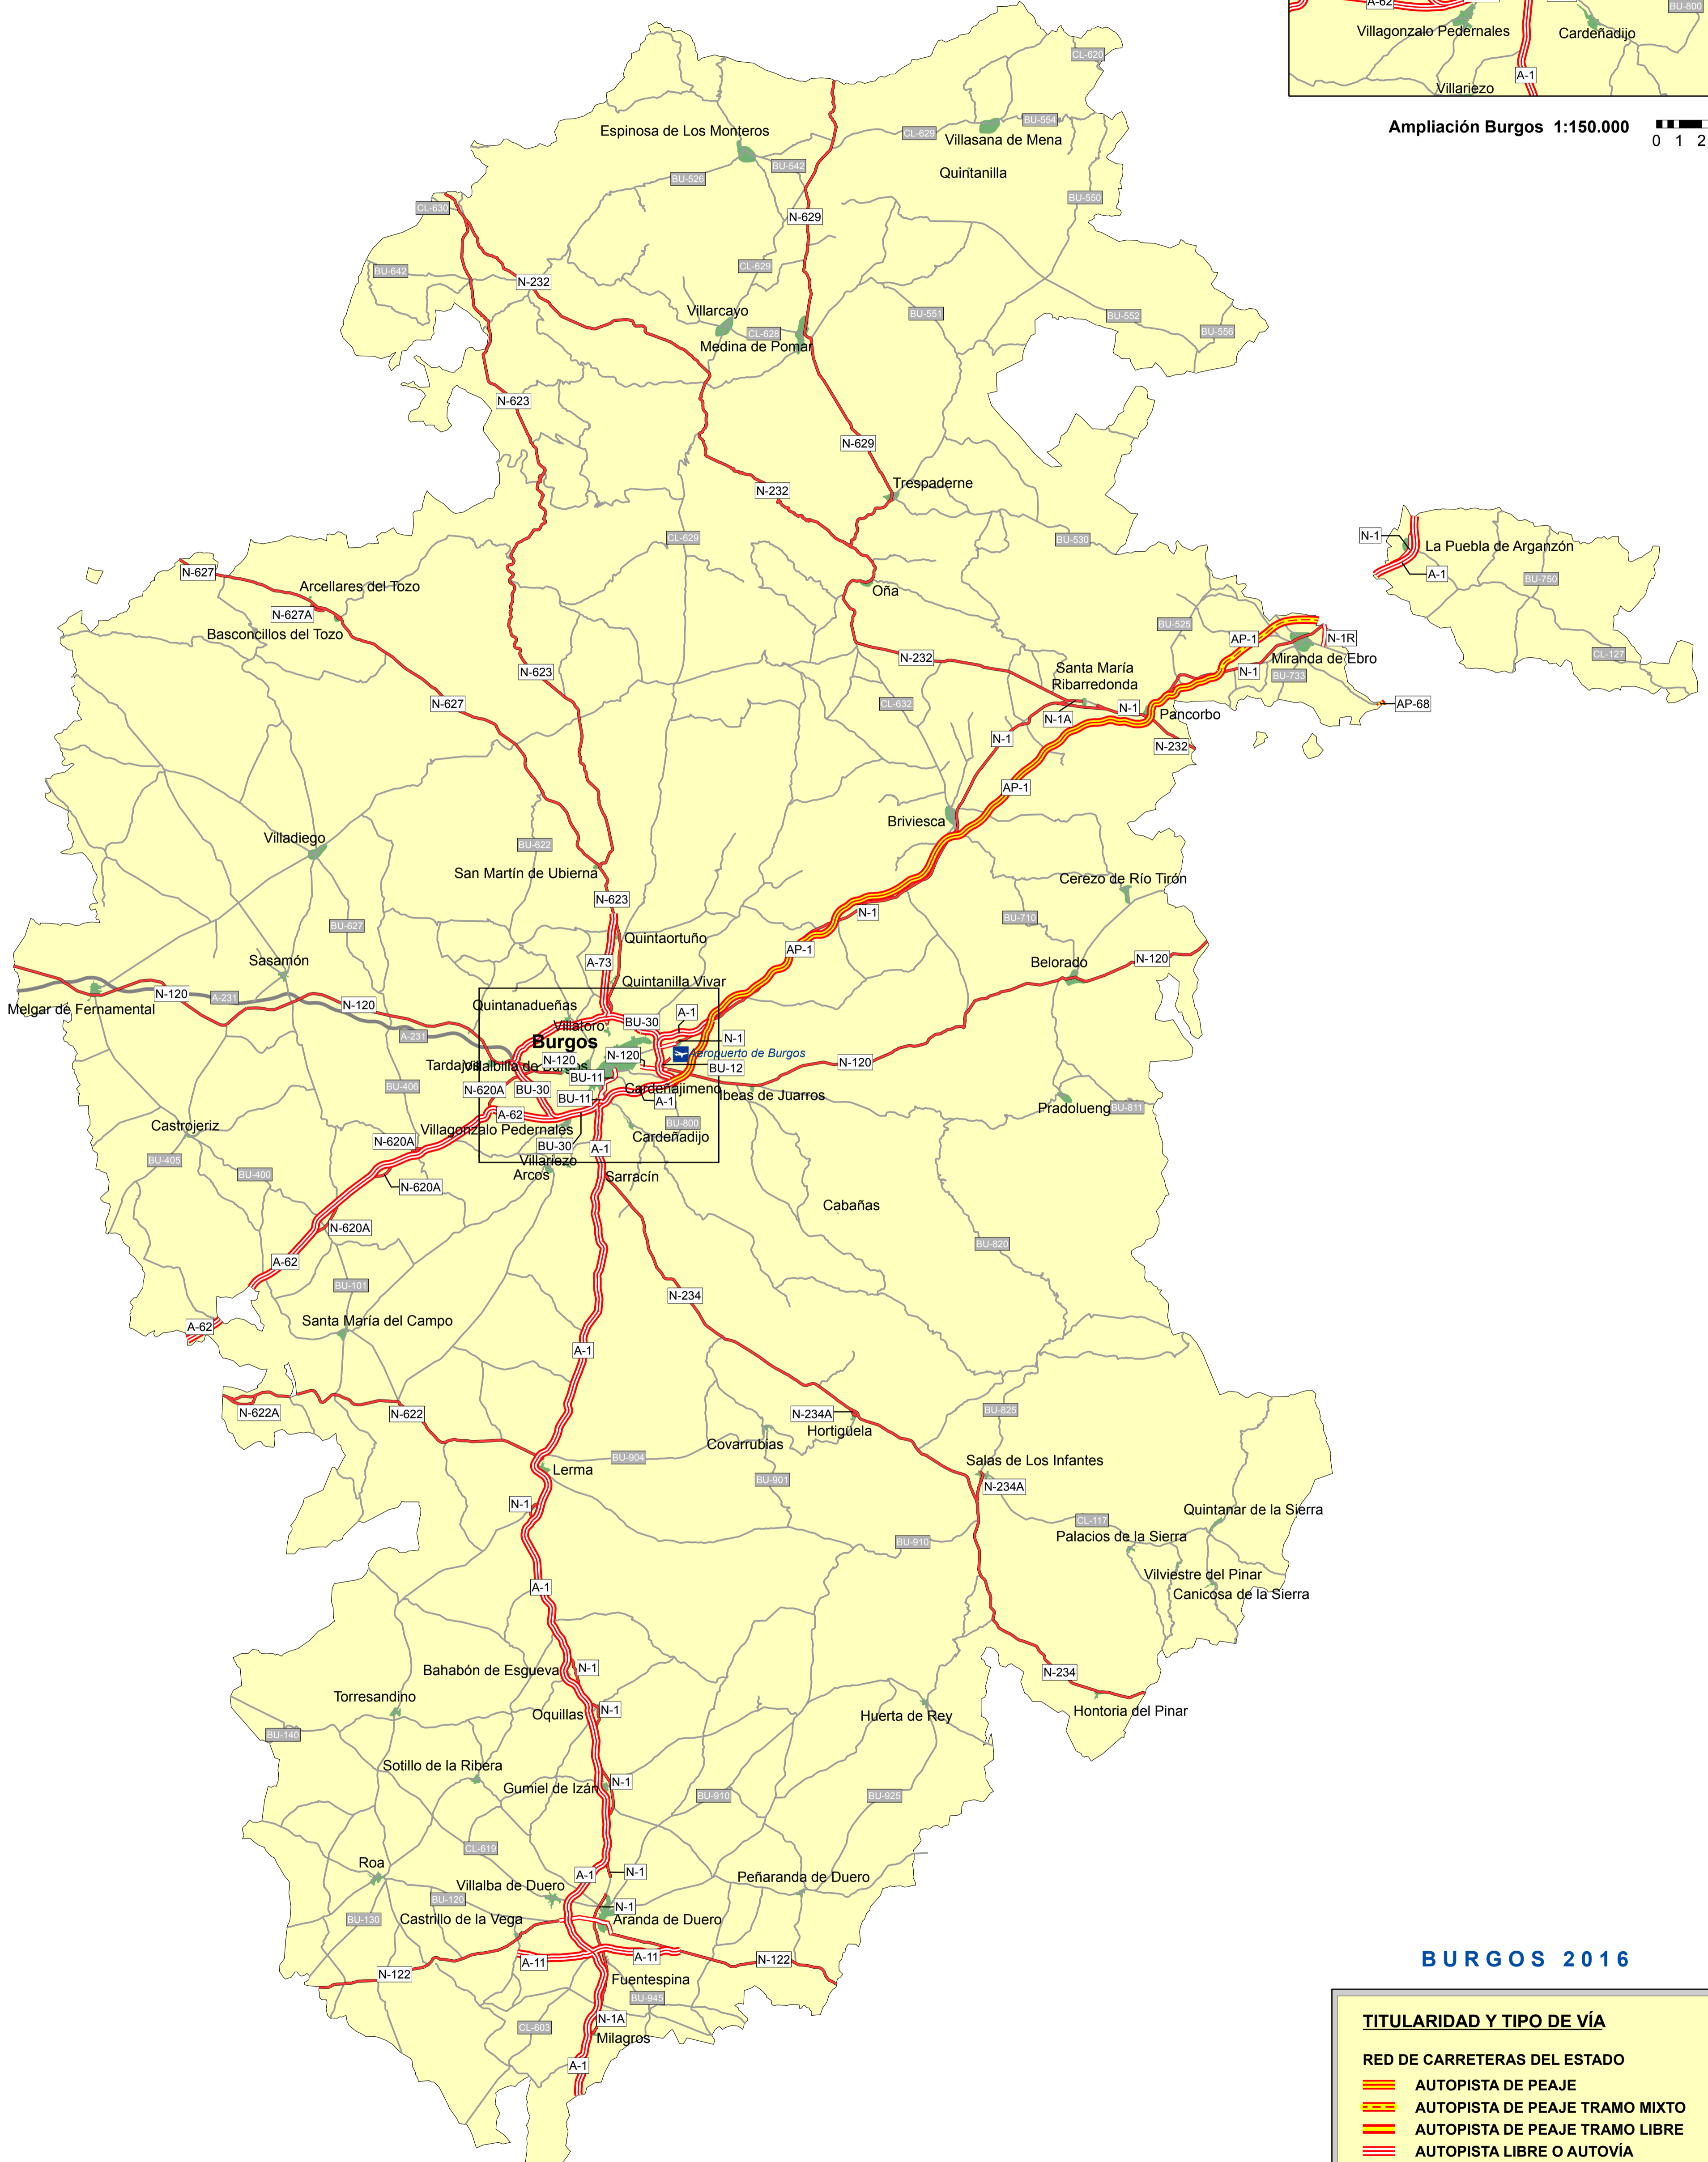 A-62
BU-800
Villagonzalo Pedernales
Cardeñadijo
A-1
Villariezo
Ampliación Burgos 1:150.000
0 1 2
CL-620
Espinosa de Los Monteros
CL-629
BU-554
Villasana de Mena
BU-542
Quintanilla
BU-526
BU-550
CL-630
N-629
BU-642
CL-629
N-232
Villarcayo
BU-551
BU-552
BU-556
CL-628
Medina de Pomar
N-623
N-629
Trespaderne
N-232
CL-629
BU-530
N-1
La Puebla de Arganzón
A-1
BU-750
N-627
Arcellares del Tozo
Oña
N-627A
Basconcillos del Tozo
BU-525
AP-1
N-1R
CL-127
N-232
Santa María
Ribarredonda
Miranda de Ebro
N-623
N-1
BU-733
N-627
CL-632
N-1A
N-1
Pancorbo
AP-68
N-1
N-232
AP-1
Briviesca
Villadiego
BU-622
San Martín de Ubierna
Cerezo de Río Tirón
N-623
N-1
BU-710
BU-627
Quintaortuño
AP-1
Sasamón
A-73
Belorado
N-120
Quintanilla Vivar
N-120
A-231
N-120
Melgar de Fernamental
Quintanadueñas
A-1
Villatoro
BU-30
A-231
Burgos
N-1
N-120
Aeropuerto de Burgos
N-120
Tardajos
Villalbilla de Burgos
BU-12
N-120
BU-11
BU-406
N-620A
BU-30
Cardeñajimeno
Ibeas de Juarros
BU-11
A-1
Pradoluengo
BU-811
A-62
Castrojeriz
Villagonzalo Pedernales
BU-800
Cardeñadijo
N-620A
BU-30
A-1
BU-405
Villariezo
BU-400
Arcos
Sarracín
N-620A
Cabañas
N-620A
BU-820
A-62
BU-101
N-234
Santa María del Campo
A-62
A-1
N-622A
N-622
N-234A
BU-825
Hortigüela
Covarrubias
BU-904
Salas de Los Infantes
Lerma
BU-901
N-234A
N-1
Quintanar de la Sierra
CL-117
Palacios de la Sierra
BU-910
Vilviestre del Pinar
A-1
Canicosa de la Sierra
Bahabón de Esgueva
N-1
N-234
Torresandino
Oquillas
N-1
Huerta de Rey
Hontoria del Pinar
BU-140
Sotillo de la Ribera
Gumiel de Izán
N-1
BU-910
BU-925
CL-619
Roa
A-1
N-1
Peñaranda de Duero
Villalba de Duero
BU-120
N-1
BU-130
Castrillo de la Vega
Aranda de Duero
A-11
A-11
N-122
N-122
Fuentespina
BU-945
N-1A
CL-603
Milagros
A-1
BURGOS 2016
TITULARIDAD Y TIPO DE VÍA
RED DE CARRETERAS DEL ESTADO
AUTOPISTA DE PEAJE
AUTOPISTA DE PEAJE TRAMO MIXTO
AUTOPISTA DE PEAJE TRAMO LIBRE
AUTOPISTA LIBRE O AUTOVÍA